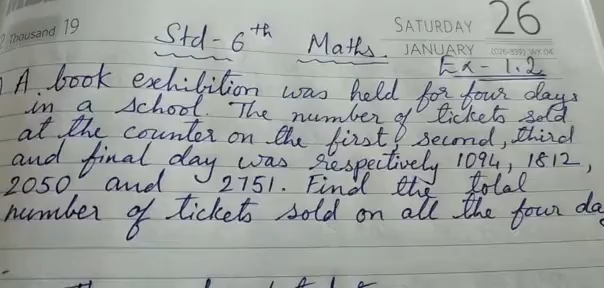 Thousand 19
Std - 6th Maths
SATURDAY 26
JANUARY
Ex - 1.2
A book exhibition was held for four days
in a school. The number of tickets sold
at the counter on the first, second, third
and final day was respectively 1094, 1812,
2050 and 2751. Find the total
number of tickets sold on all the four da